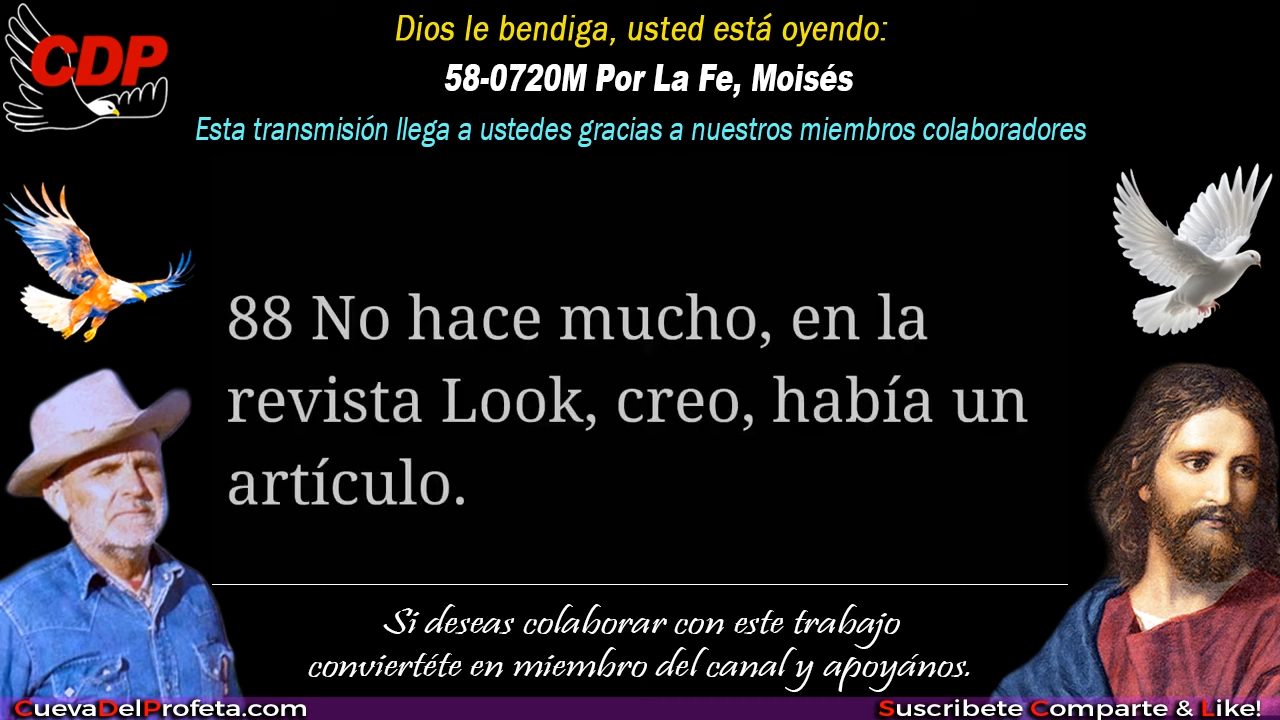 CDP
Dios le bendiga, usted está oyendo:
58-0720M Por La Fe, Moisés
Esta transmisión llega a ustedes gracias a nuestros miembros colaboradores
88 No hace mucho, en la
revista Look, creo, había un
artículo.
Si deseas colaborar con este trabajo
conviertéte en miembro del canal y apoyános.
CuevaDelProfeta.com
Suscribete Comparte & Like!